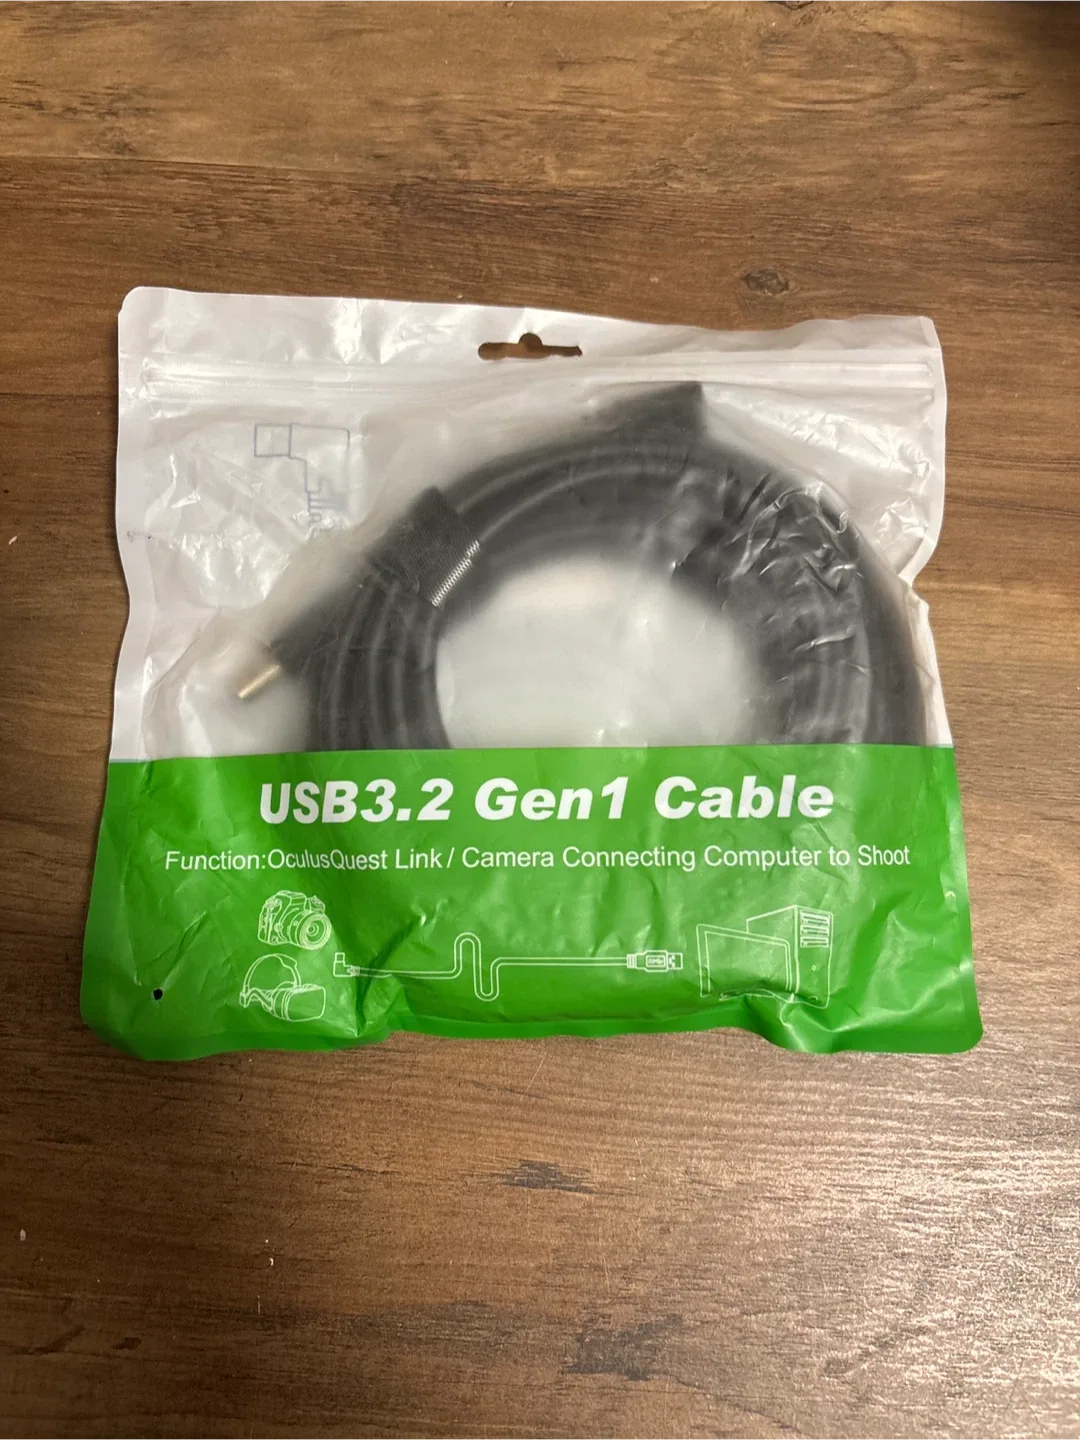 USB3.2 Gen1 Cable
Function:OculusQuest Link / Camera Connecting Computer to Shoot